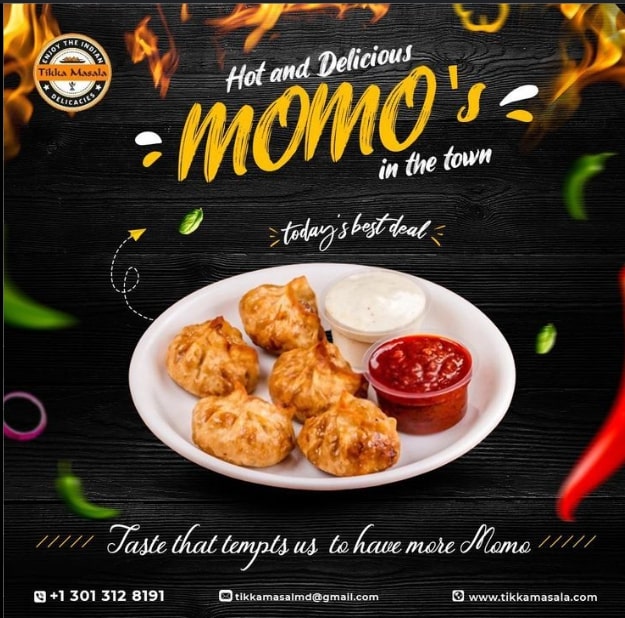 ENJOY THE INDIAN
Tikka Masala
DELICACIES
Hot and Delicious
MOMO's
in the town
today's best deal
Taste that tempts us to have more Momo
+1 301 312 8191
tikkamasalmd@gmail.com
www.tikkamasala.com